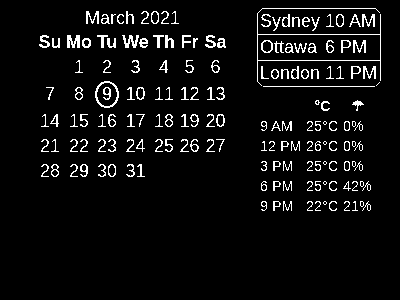 March 2021
Su Mo Tu We Th Fr Sa
1 2 3 4 5 6
7 8 9 10 11 12 13
14 15 16 17 18 19 20
21 22 23 24 25 26 27
28 29 30 31
Sydney 10 AM
Ottawa 6 PM
London 11 PM
°C ☂
9 AM 25°C 0%
12 PM 26°C 0%
3 PM 25°C 0%
6 PM 25°C 42%
9 PM 22°C 21%